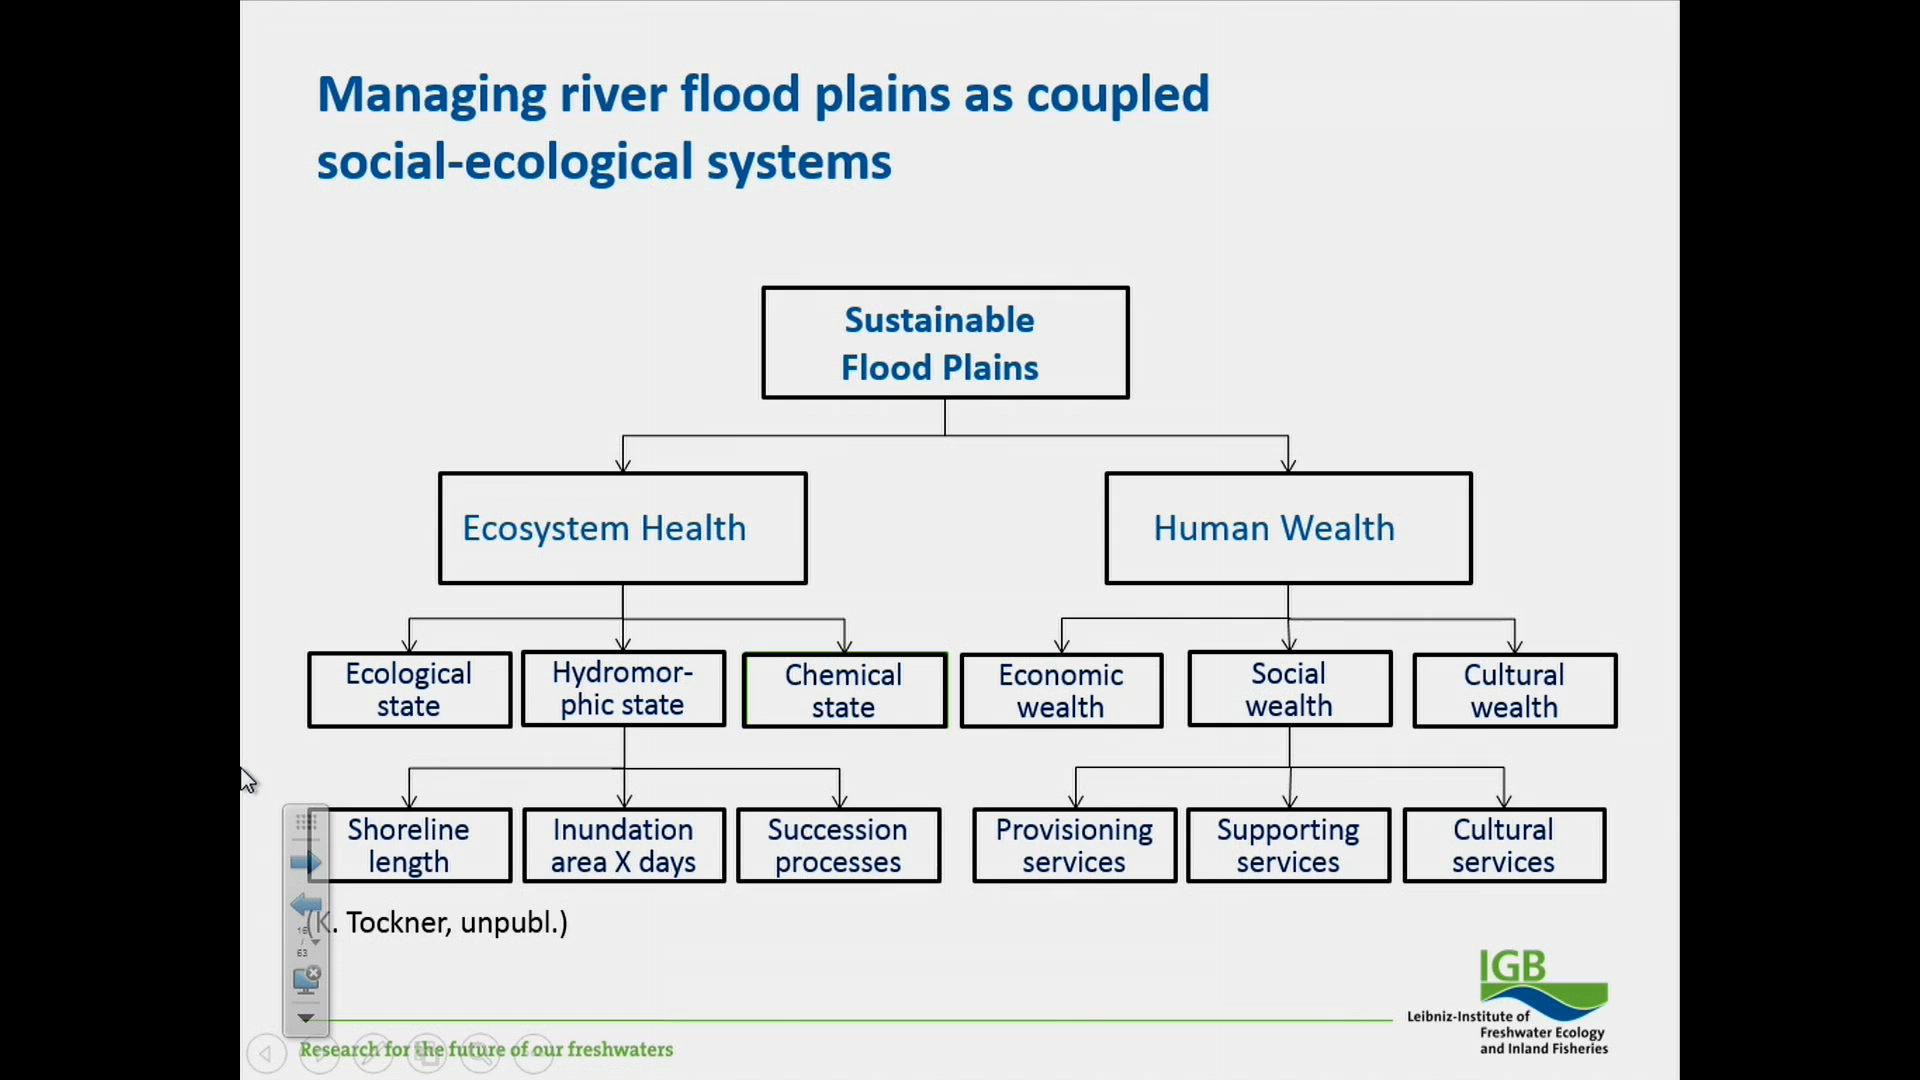 Managing river flood plains as coupled
social-ecological systems
Sustainable
Flood Plains
Ecosystem Health
Human Wealth
Ecological
state
Hydromor-
phic state
Chemical
state
Economic
wealth
Social
wealth
Cultural
wealth
Shoreline
length
Inundation
area X days
Succession
processes
Provisioning
services
Supporting
services
Cultural
services
(K. Tockner, unpubl.)
16
/
63
IGB
Leibniz-Institute of
Freshwater Ecology
and Inland Fisheries
Research for the future of our freshwaters